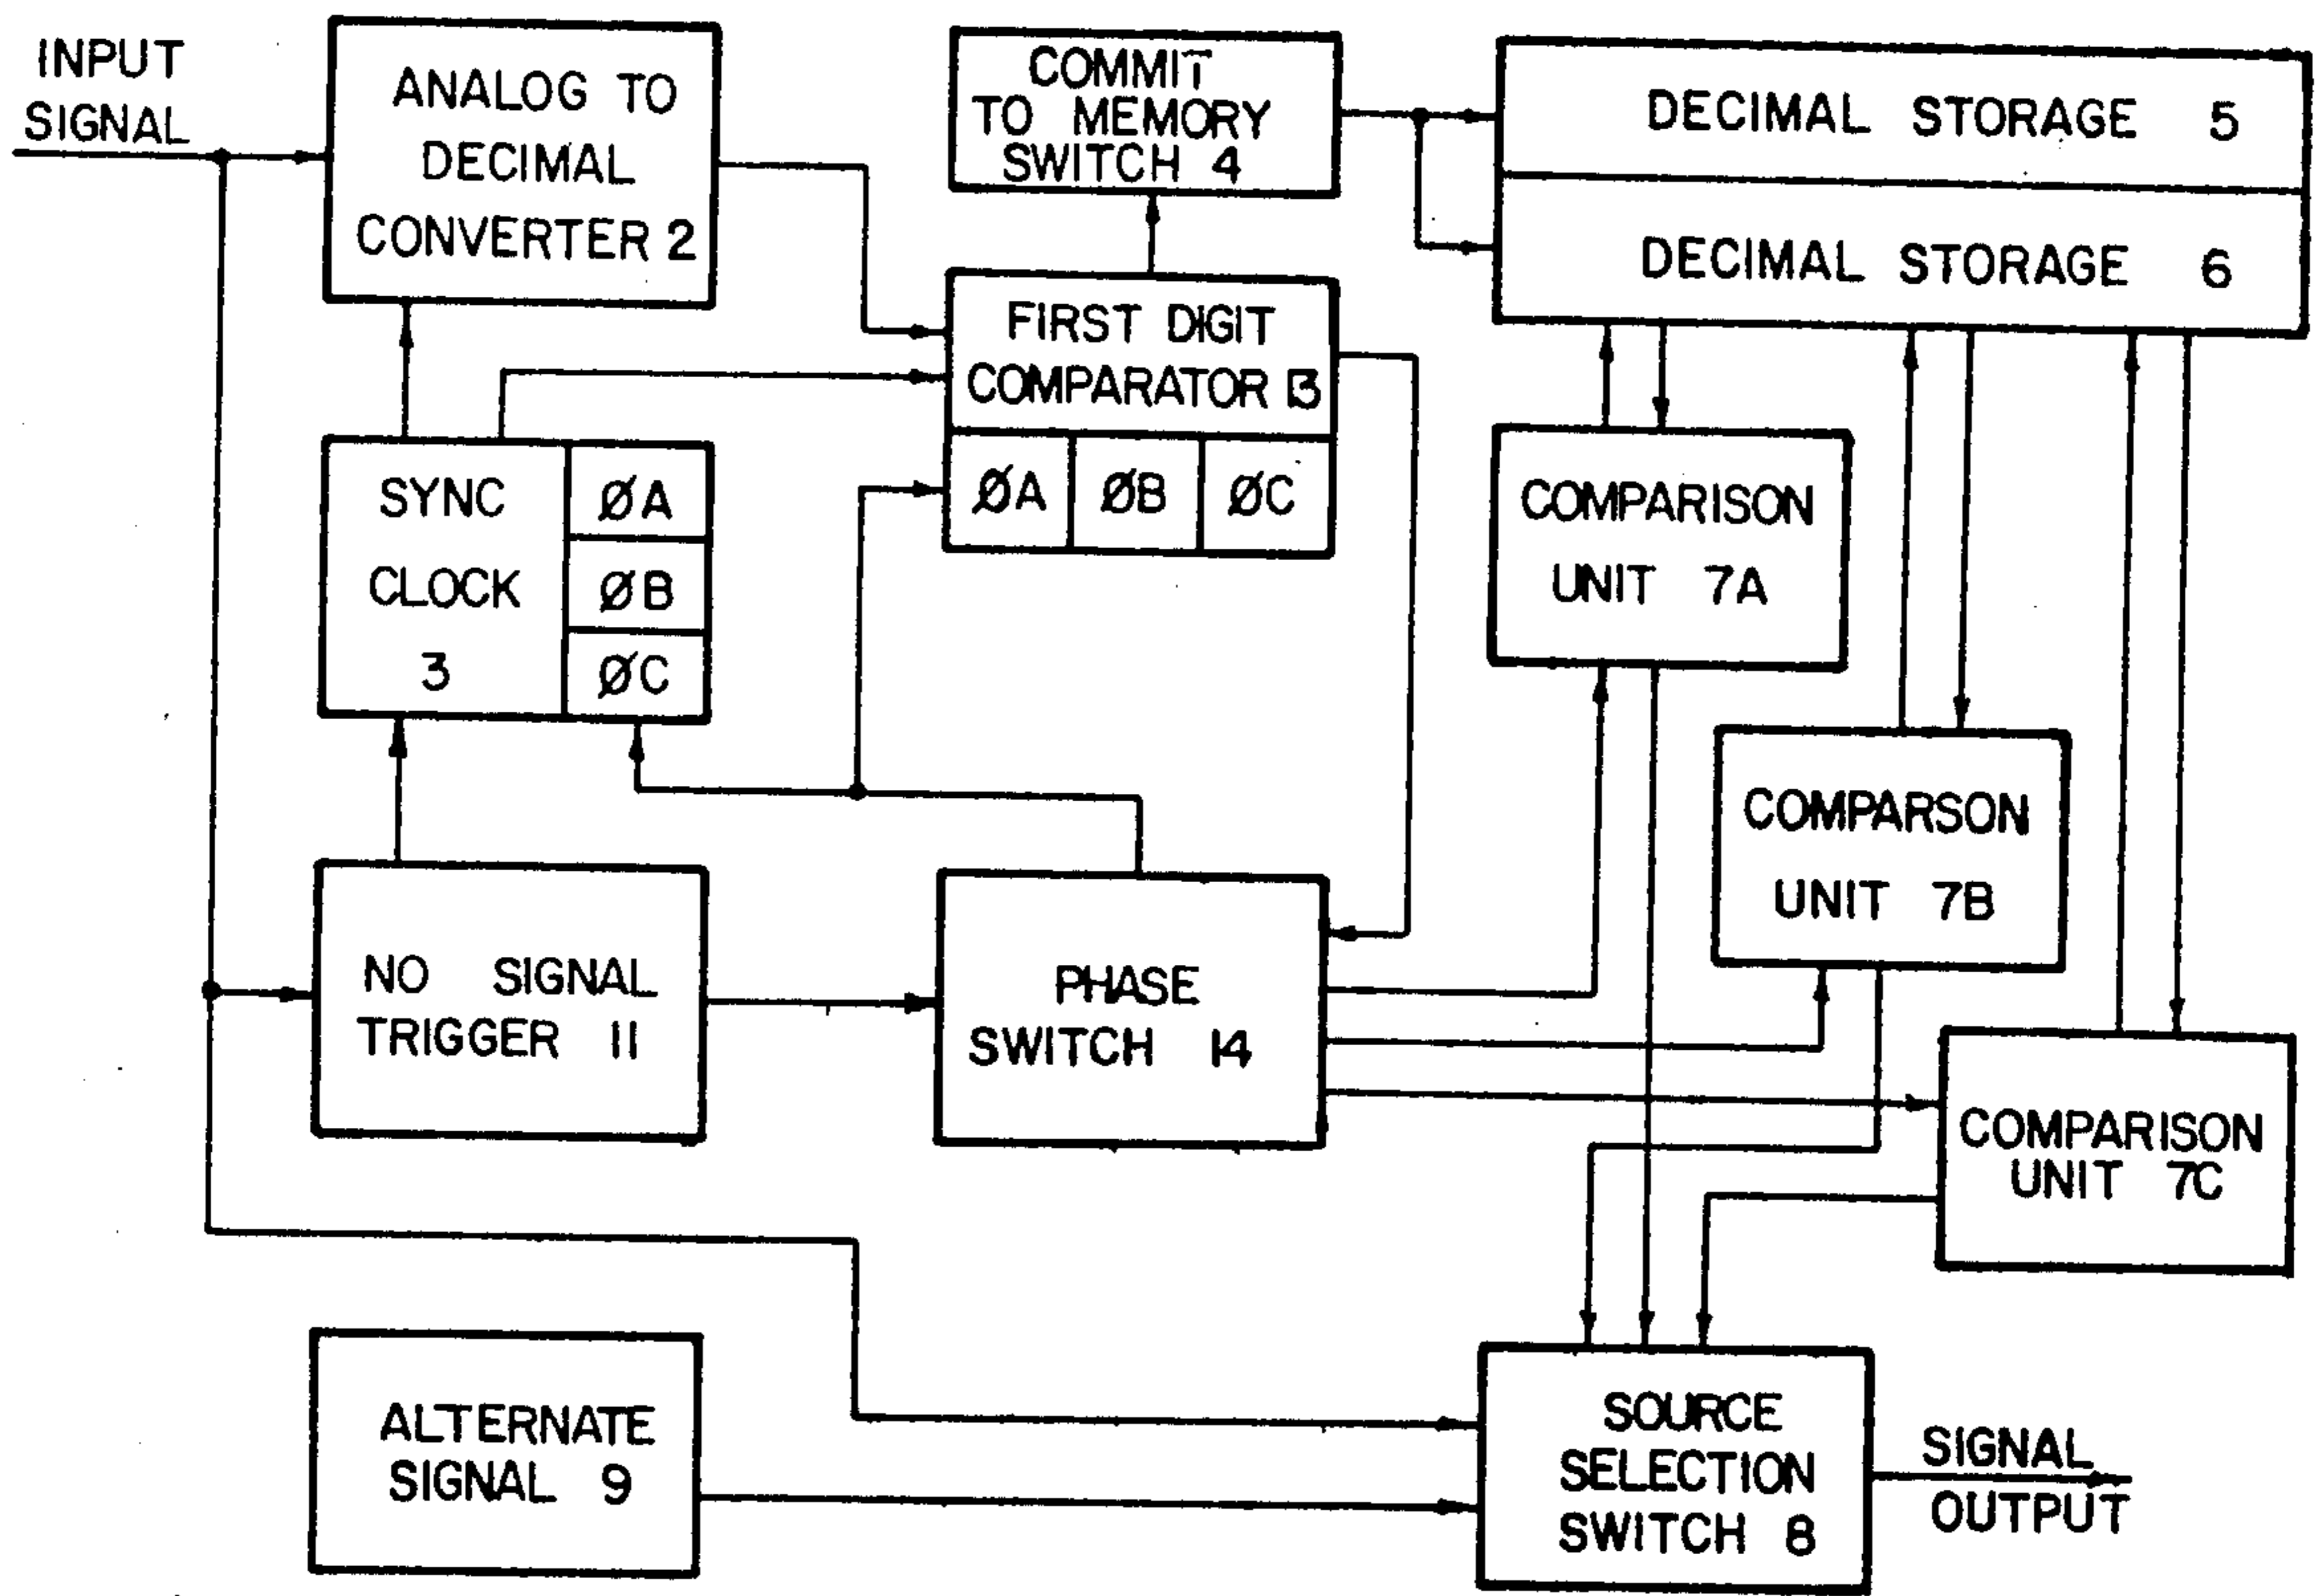 INPUT
SIGNAL
ANALOG TO
DECIMAL
CONVERTER 2
COMMIT
TO MEMORY
SWITCH 4
DECIMAL STORAGE 5
DECIMAL STORAGE 6
FIRST DIGIT
COMPARATOR 13
ØA ØB ØC
SYNC
CLOCK
3
ØA
ØB
ØC
COMPARISON
UNIT 7A
COMPARSON
UNIT 7B
COMPARISON
UNIT 7C
NO SIGNAL
TRIGGER 11
PHASE
SWITCH 14
ALTERNATE
SIGNAL 9
SOURCE
SELECTION
SWITCH 8
SIGNAL
OUTPUT